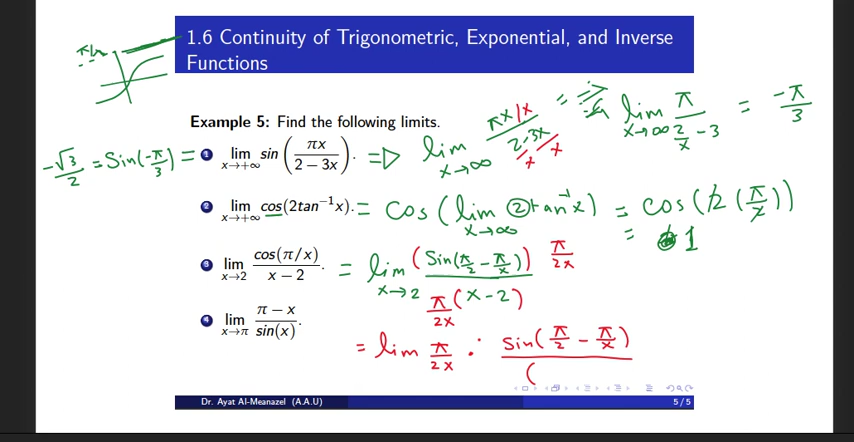 1.6 Continuity of Trigonometric, Exponential, and Inverse
Functions
π/2
Example 5: Find the following limits.
-√3/2 = Sin(-π/3) = 1 lim x→+∞ sin (πx / (2 − 3x)). => lim x→∞ (πx/x) / (2/x - 3x/x) = lim x→∞ π / (2/x - 3) = -π/3
2 lim x→+∞ cos(2tan⁻¹x). = cos(lim x→∞ 2tan⁻¹x) = cos(2(π/2))
= 1
3 lim x→2 cos(π/x) / (x − 2). = lim x→2 (Sin(π/2 - π/x)) π/2x / π/2x (x-2)
4 lim x→π (π − x) / sin(x).
= lim π/2x · sin(π/2 - π/x) / (
Dr. Ayat Al-Meanazel (A.A.U)
5 / 5